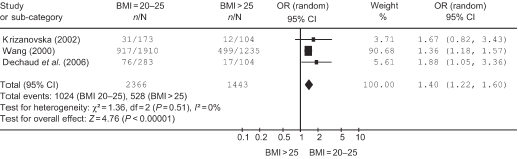 Study BMI = 20–25 BMI > 25 OR (random) Weight OR (random)
or sub-category n/N n/N 95% CI % 95% CI
Krizanovska (2002) 31/173 12/104 3.71 1.67 (0.82, 3.43)
Wang (2000) 917/1910 499/1235 90.68 1.36 (1.18, 1.57)
Dechaud et al. (2006) 76/283 17/104 5.61 1.88 (1.05, 3.36)
Total (95% CI) 2366 1443 100.00 1.40 (1.22, 1.60)
Total events: 1024 (BMI 20–25), 528 (BMI > 25)
Test for heterogeneity: χ² = 1.36, df = 2 (P = 0.51), I² = 0%
Test for overall effect: Z = 4.76 (P < 0.00001)
0.1 0.2 0.5 1 2 5 10
BMI > 25 BMI = 20–25